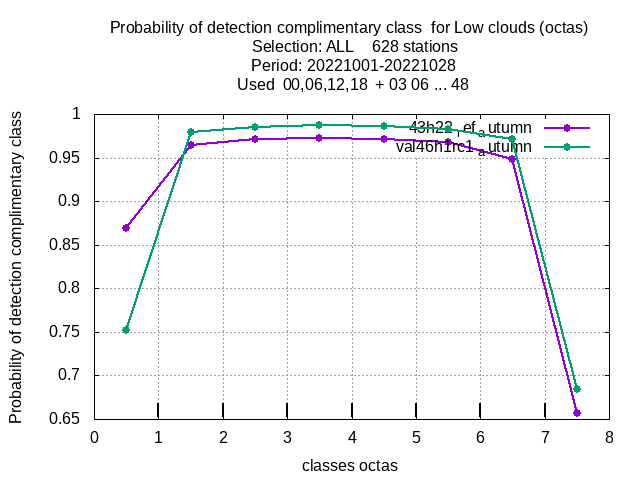 Probability of detection complimentary class  for Low clouds (octas)
Selection: ALL    628 stations
Period: 20221001-20221028
Used  00,06,12,18  + 03 06 ... 48
Probability of detection complimentary class
1
0.95
0.9
0.85
0.8
0.75
0.7
0.65
43h22_ref_autumn
val46h1rc1_autumn
0 1 2 3 4 5 6 7 8
classes octas